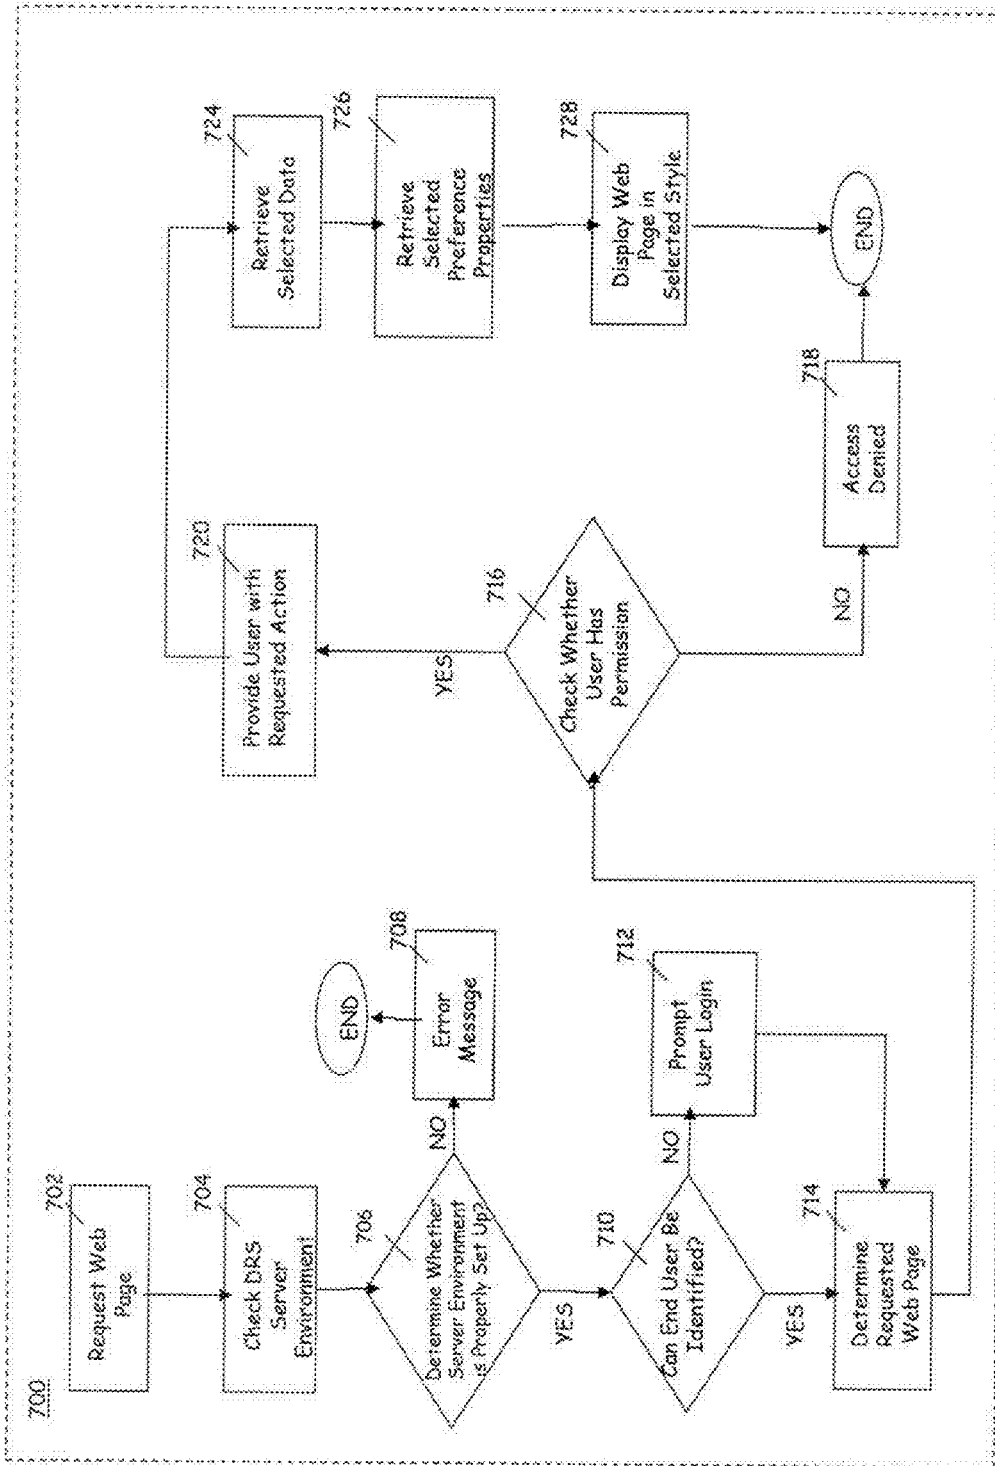 700
702
Request Web
Page
704
Check DRS
Server
Environment
706
Determine Whether
Server Environment
is Properly Set Up?
NO
708
Error
Message
END
YES
710
Can End User Be
Identified?
NO
712
Prompt
User Login
YES
714
Determine
Requested
Web Page
716
Check Whether
User Has
Permission
YES
720
Provide User with
Requested Action
NO
718
Access
Denied
724
Retrieve
Selected Data
726
Retrieve
Selected
Preference
Properties
728
Display Web
Page in
Selected Style
END